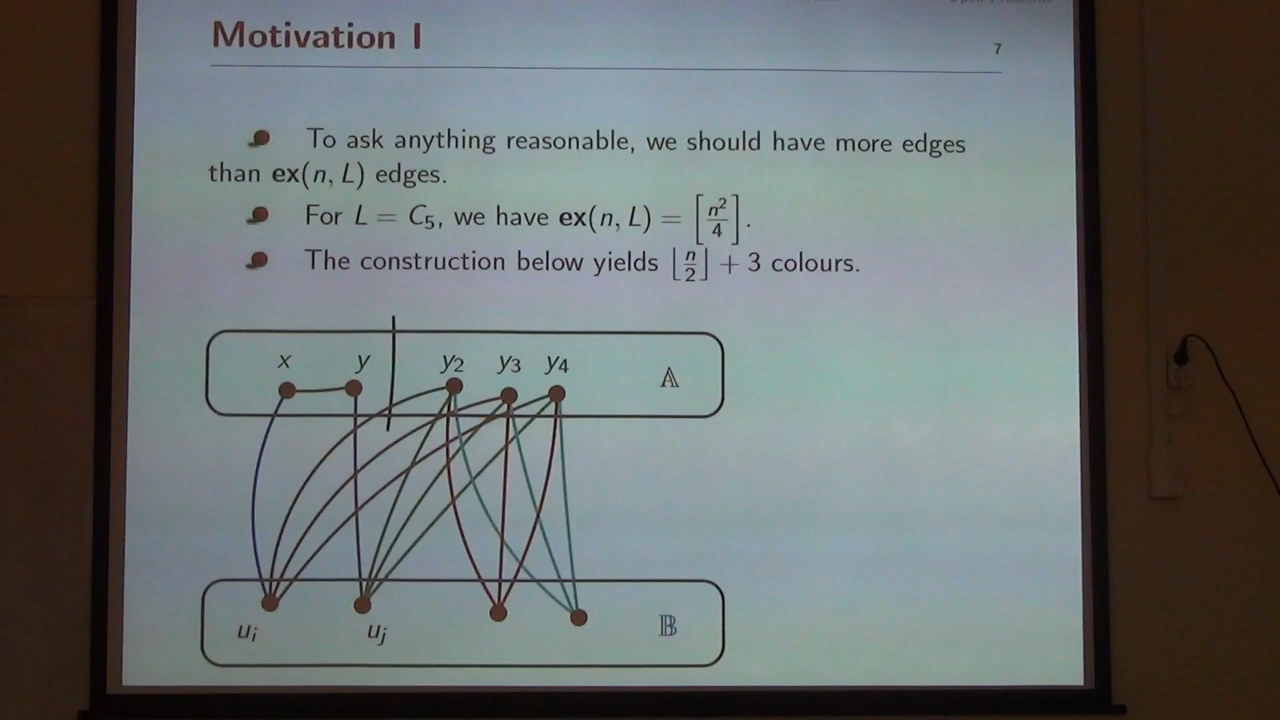 Motivation I
7
To ask anything reasonable, we should have more edges
than ex(n, L) edges.
For L = C₅, we have ex(n, L) = [n²/4].
The construction below yields ⌊n/2⌋ + 3 colours.
x y y₂ y₃ y₄ 𝔸
uᵢ uⱼ 𝔹